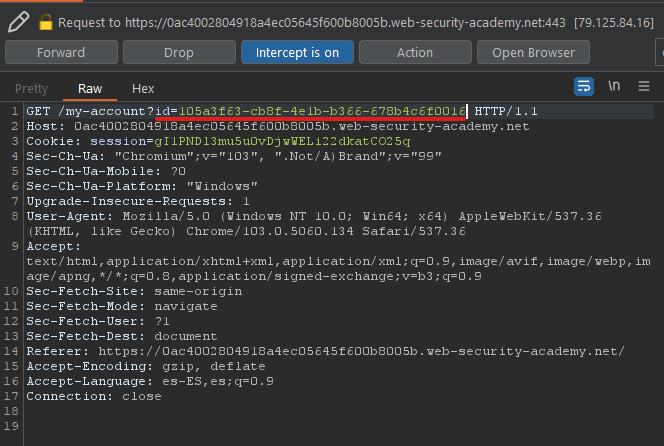 Request to https://0ac4002804918a4ec05645f600b8005b.web-security-academy.net:443 [79.125.84.16]
Forward Drop Intercept is on Action Open Browser
Pretty Raw Hex \n
1 GET /my-account?id=105a3f63-cb8f-4e1b-b366-678b4c6f0016 HTTP/1.1
2 Host: 0ac4002804918a4ec05645f600b8005b.web-security-academy.net
3 Cookie: session=gI1PND13mu5uOvDjwWELi22dkatCO25q
4 Sec-Ch-Ua: "Chromium";v="103", ".Not/A)Brand";v="99"
5 Sec-Ch-Ua-Mobile: ?0
6 Sec-Ch-Ua-Platform: "Windows"
7 Upgrade-Insecure-Requests: 1
8 User-Agent: Mozilla/5.0 (Windows NT 10.0; Win64; x64) AppleWebKit/537.36
(KHTML, like Gecko) Chrome/103.0.5060.134 Safari/537.36
9 Accept:
text/html,application/xhtml+xml,application/xml;q=0.9,image/avif,image/webp,im
age/apng,*/*;q=0.8,application/signed-exchange;v=b3;q=0.9
10 Sec-Fetch-Site: same-origin
11 Sec-Fetch-Mode: navigate
12 Sec-Fetch-User: ?1
13 Sec-Fetch-Dest: document
14 Referer: https://0ac4002804918a4ec05645f600b8005b.web-security-academy.net/
15 Accept-Encoding: gzip, deflate
16 Accept-Language: es-ES,es;q=0.9
17 Connection: close
18
19